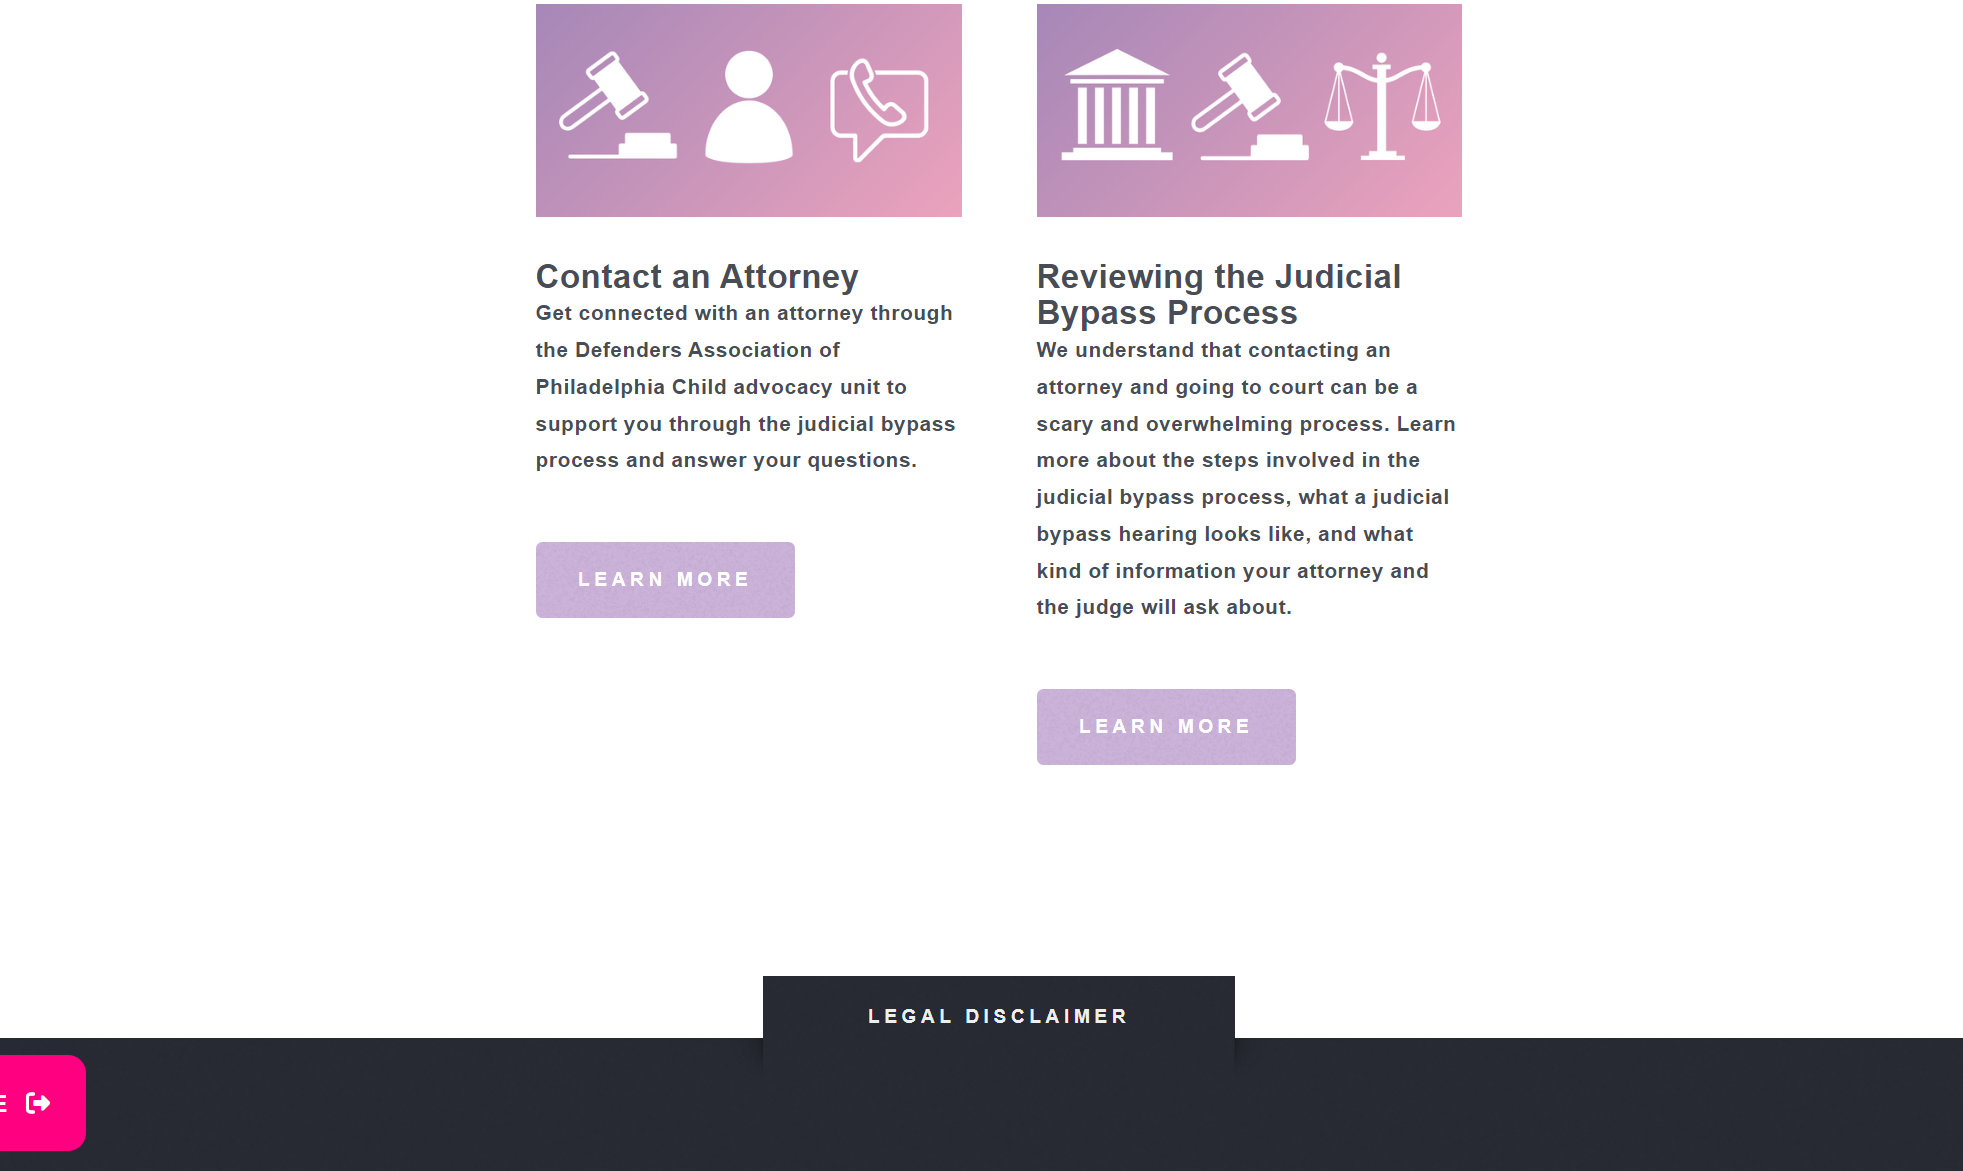 Contact an Attorney
Get connected with an attorney through
the Defenders Association of
Philadelphia Child advocacy unit to
support you through the judicial bypass
process and answer your questions.
LEARN MORE
Reviewing the Judicial
Bypass Process
We understand that contacting an
attorney and going to court can be a
scary and overwhelming process. Learn
more about the steps involved in the
judicial bypass process, what a judicial
bypass hearing looks like, and what
kind of information your attorney and
the judge will ask about.
LEARN MORE
LEGAL DISCLAIMER